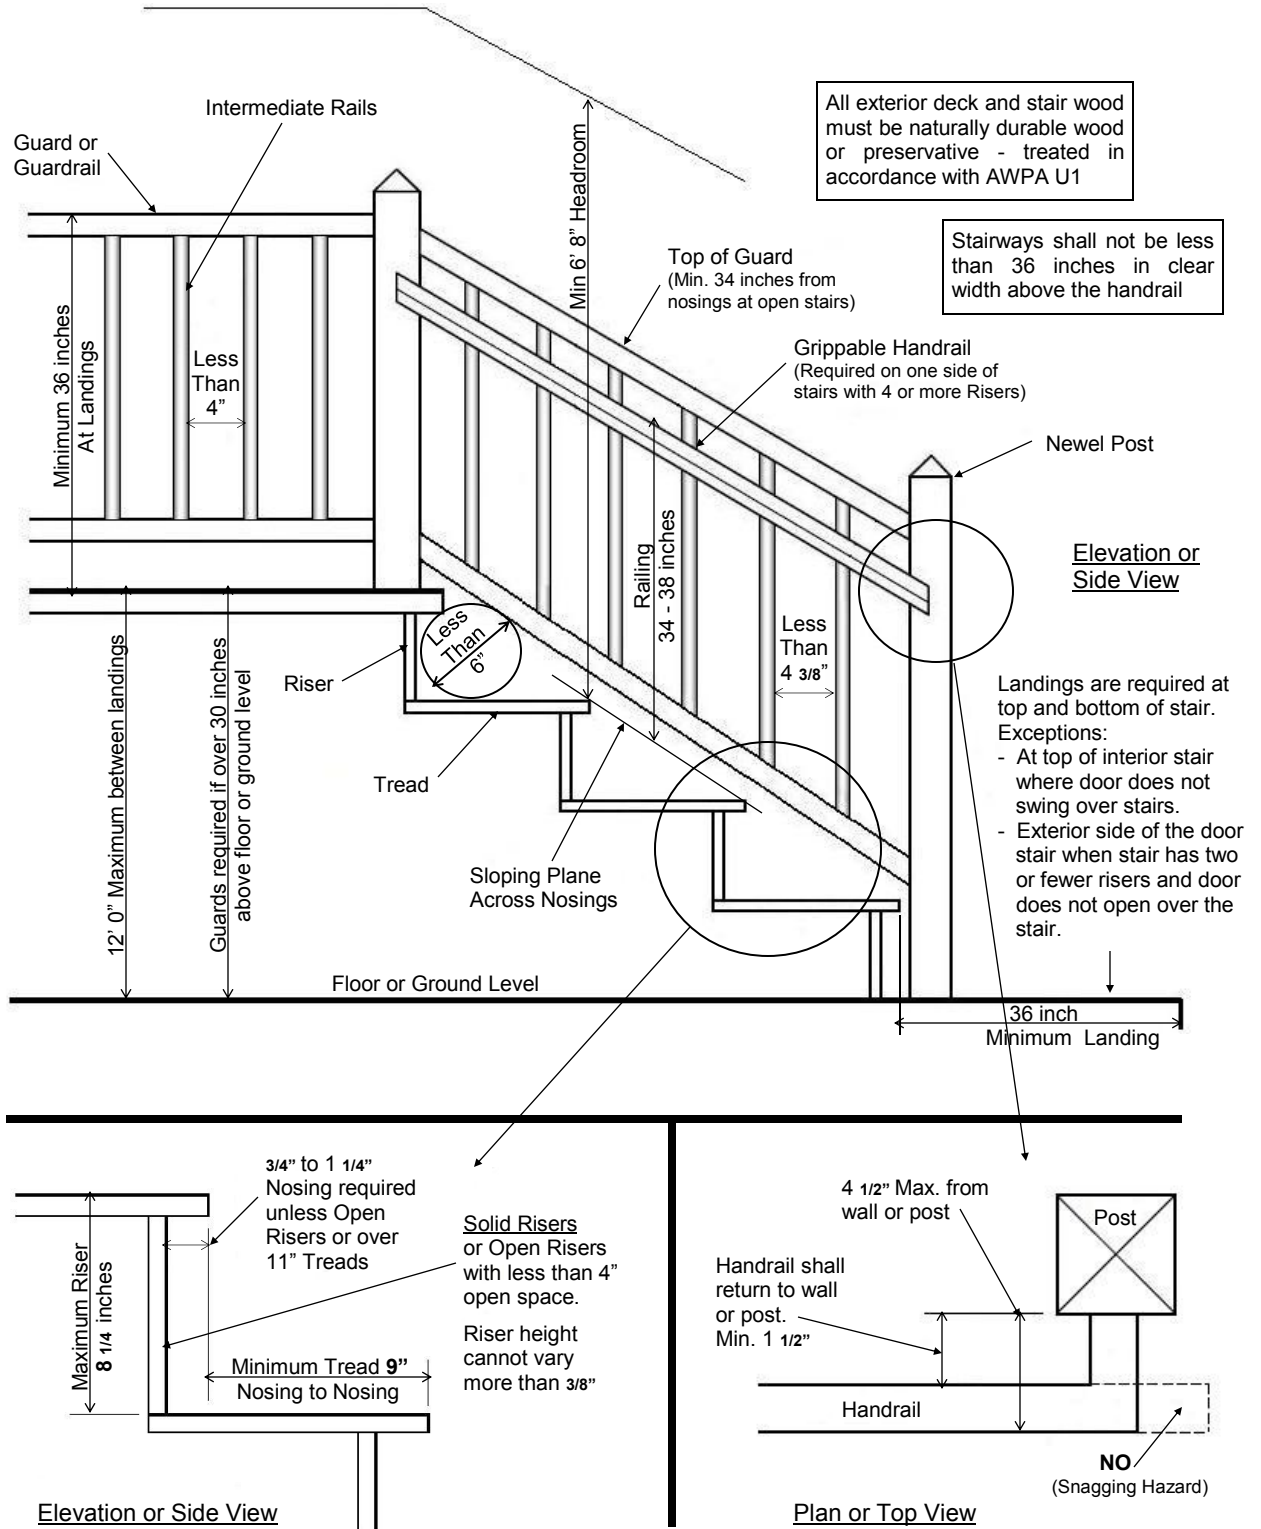 Intermediate Rails
Guard or
Guardrail
All exterior deck and stair wood
must be naturally durable wood
or preservative - treated in
accordance with AWPA U1
Stairways shall not be less
than 36 inches in clear
width above the handrail
Min 6' 8" Headroom
Top of Guard
(Min. 34 inches from
nosings at open stairs)
Grippable Handrail
(Required on one side of
stairs with 4 or more Risers)
Minimum 36 inches
At Landings
Less
Than
4"
Newel Post
Elevation or
Side View
Railing
34 - 38 inches
Less
Than
6"
Less
Than
4 3/8"
Riser
Tread
Sloping Plane
Across Nosings
12' 0" Maximum between landings
Guards required if over 30 inches
above floor or ground level
Landings are required at
top and bottom of stair.
Exceptions:
- At top of interior stair
where door does not
swing over stairs.
- Exterior side of the door
stair when stair has two
or fewer risers and door
does not open over the
stair.
Floor or Ground Level
36 inch
Minimum Landing
3/4" to 1 1/4"
Nosing required
unless Open
Risers or over
11" Treads
Maximum Riser
8 1/4 inches
Solid Risers
or Open Risers
with less than 4"
open space.
Riser height
cannot vary
more than 3/8"
Minimum Tread 9"
Nosing to Nosing
Elevation or Side View
4 1/2" Max. from
wall or post
Post
Handrail shall
return to wall
or post.
Min. 1 1/2"
Handrail
NO
(Snagging Hazard)
Plan or Top View